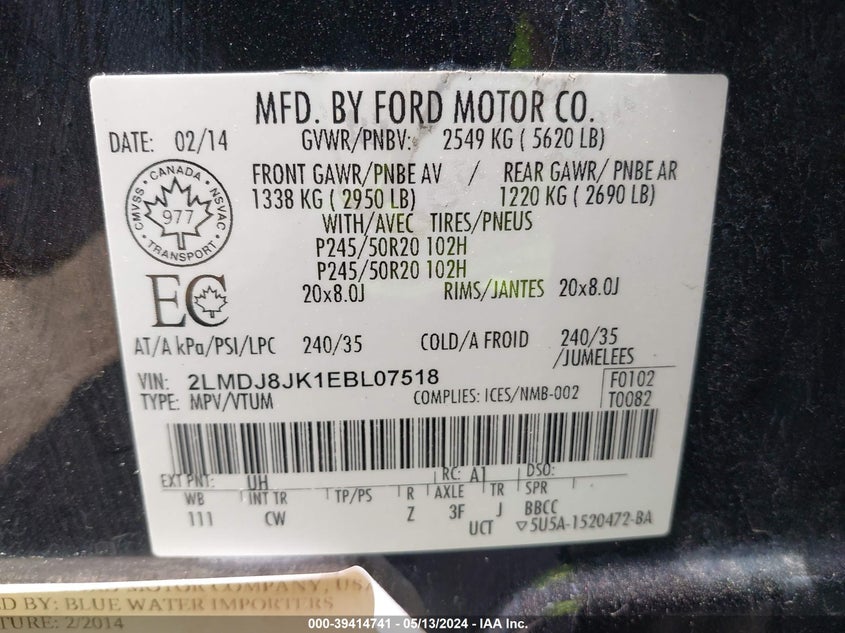 MFD. BY FORD MOTOR CO.
DATE: 02/14 GVWR/PNBV: 2549 KG ( 5620 LB)
FRONT GAWR/PNBE AV / REAR GAWR/ PNBE AR
1338 KG ( 2950 LB) 1220 KG ( 2690 LB)
CMVSS · CANADA · NSVAC
977
TRANSPORT
WITH/AVEC TIRES/PNEUS
P245/50R20 102H
P245/50R20 102H
EC
20x8.0J RIMS/JANTES 20x8.0J
AT/A kPa/PSI/LPC 240/35 COLD/A FROID 240/35
/JUMELEES
VIN: 2LMDJ8JK1EBL07518 F0102
TYPE: MPV/VTUM COMPLIES: ICES/NMB-002 T0082
EXT PNT: UH RC: A1 DSO:
WB INT TR TP/PS R AXLE TR SPR
111 CW Z 3F J BBCC
UCT ▽5U5A-1520472-BA
MOTOR COMPANY, US
D BY: BLUE WATER IMPORTERS
TURE: 2/2014
000-39414741 - 05/13/2024 - IAA Inc.